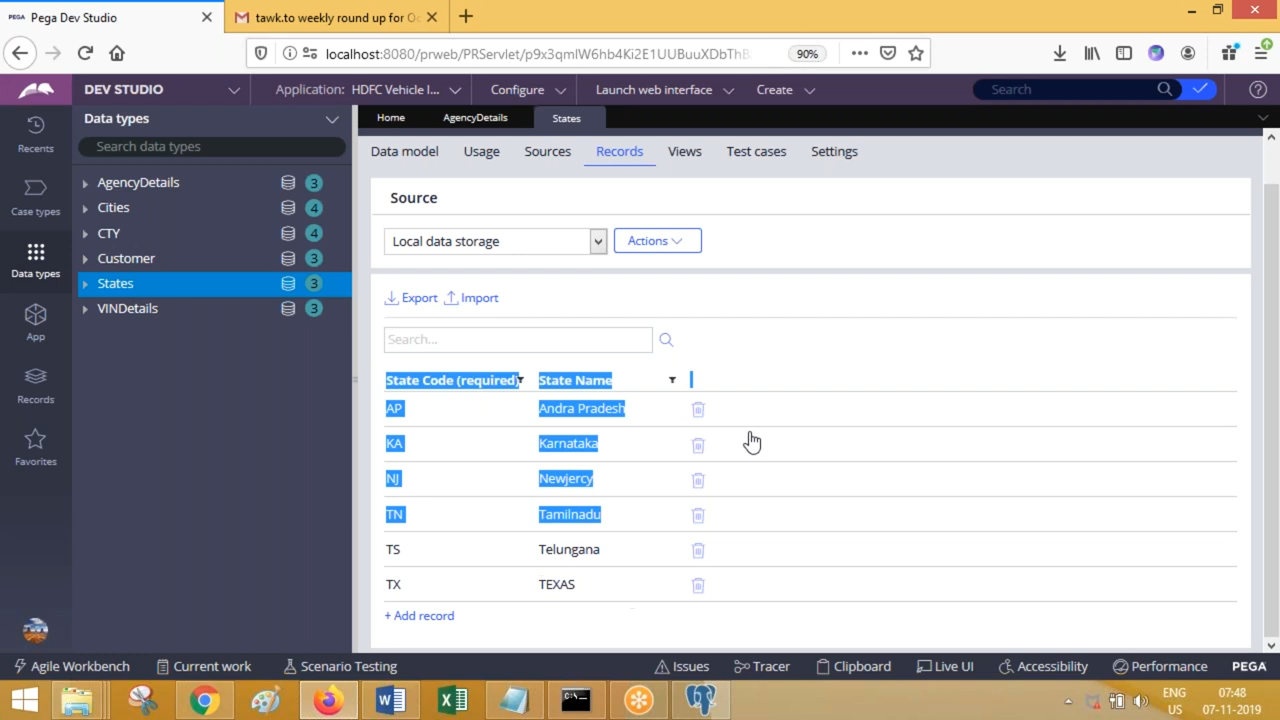 PEGA Pega Dev Studio
tawk.to weekly round up for Oc
localhost:8080/prweb/PRServlet/p9x3qmlW6hb4Ki2E1UUBuuXDbThB
90%
DEV STUDIO
Application: HDFC Vehicle I...
Configure
Launch web interface
Create
Search
Recents
Case types
Data types
App
Records
Favorites
Data types
Search data types
AgencyDetails 3
Cities 4
CTY 4
Customer 3
States 3
VINDetails 3
Home AgencyDetails States
Data model Usage Sources Records Views Test cases Settings
Source
Local data storage Actions
Export Import
Search...
State Code (required) State Name
AP Andra Pradesh
KA Karnataka
NJ Newjercy
TN Tamilnadu
TS Telungana
TX TEXAS
+ Add record
Agile Workbench Current work Scenario Testing Issues Tracer Clipboard Live UI Accessibility Performance PEGA
ENG 07:48
US 07-11-2019